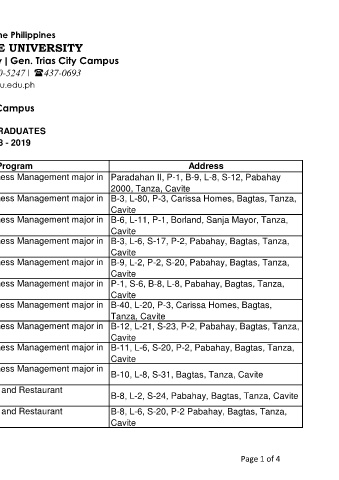 he Philippines
E UNIVERSITY
y | Gen. Trias City Campus
0-5247 | ☎437-0693
u.edu.ph
Campus
RADUATES
8 - 2019
Program Address
ess Management major in Paradahan II, P-1, B-9, L-8, S-12, Pabahay
2000, Tanza, Cavite
ess Management major in B-3, L-80, P-3, Carissa Homes, Bagtas, Tanza,
Cavite
ess Management major in B-6, L-11, P-1, Borland, Sanja Mayor, Tanza,
Cavite
ess Management major in B-3, L-6, S-17, P-2, Pabahay, Bagtas, Tanza,
Cavite
ess Management major in B-9, L-2, P-2, S-20, Pabahay, Bagtas, Tanza,
Cavite
ess Management major in P-1, S-6, B-8, L-8, Pabahay, Bagtas, Tanza,
Cavite
ess Management major in B-40, L-20, P-3, Carissa Homes, Bagtas,
Tanza, Cavite
ess Management major in B-12, L-21, S-23, P-2, Pabahay, Bagtas, Tanza,
Cavite
ess Management major in B-11, L-6, S-20, P-2, Pabahay, Bagtas, Tanza,
Cavite
ess Management major in B-10, L-8, S-31, Bagtas, Tanza, Cavite
and Restaurant B-8, L-2, S-24, Pabahay, Bagtas, Tanza, Cavite
and Restaurant B-8, L-6, S-20, P-2 Pabahay, Bagtas, Tanza,
Cavite
Page 1 of 4